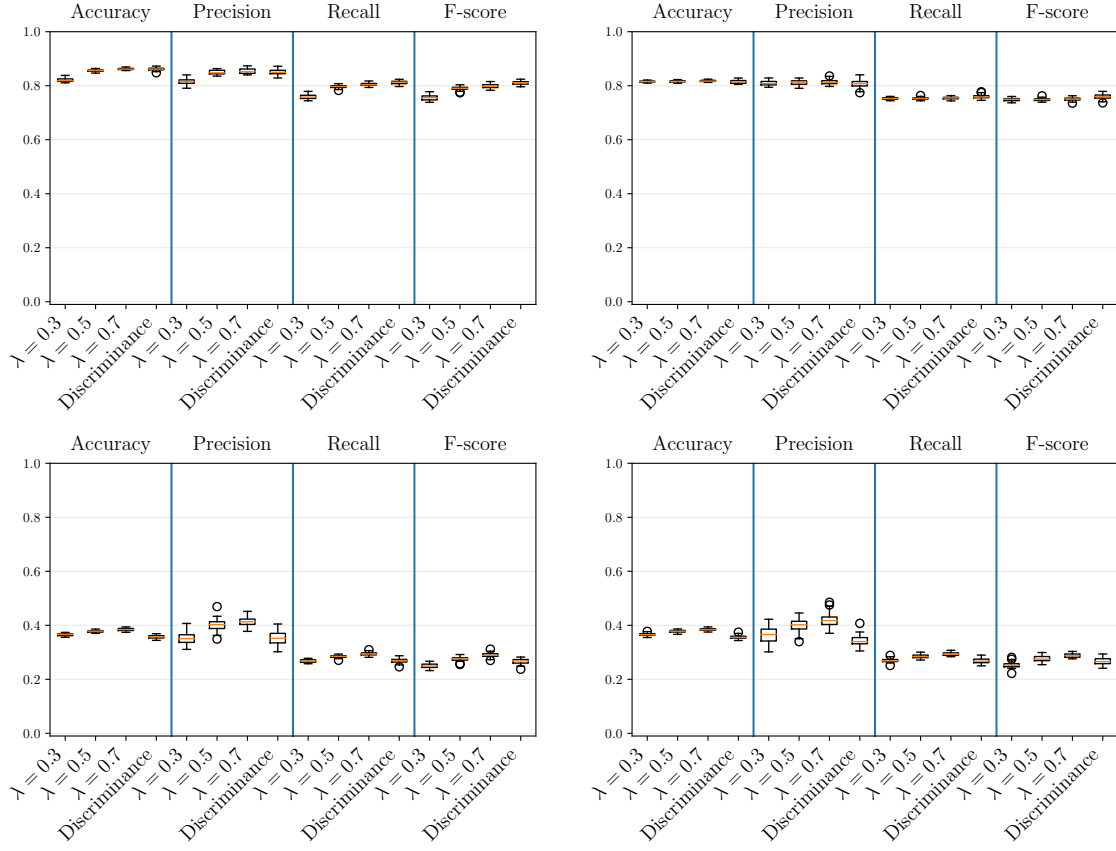 Accuracy Precision Recall F-score
1.0
0.8
0.6
0.4
0.2
0.0
λ = 0.3
λ = 0.5
λ = 0.7
Discriminance
λ = 0.3
λ = 0.5
λ = 0.7
Discriminance
λ = 0.3
λ = 0.5
λ = 0.7
Discriminance
λ = 0.3
λ = 0.5
λ = 0.7
Discriminance
Accuracy Precision Recall F-score
1.0
0.8
0.6
0.4
0.2
0.0
λ = 0.3
λ = 0.5
λ = 0.7
Discriminance
λ = 0.3
λ = 0.5
λ = 0.7
Discriminance
λ = 0.3
λ = 0.5
λ = 0.7
Discriminance
λ = 0.3
λ = 0.5
λ = 0.7
Discriminance
Accuracy Precision Recall F-score
1.0
0.8
0.6
0.4
0.2
0.0
λ = 0.3
λ = 0.5
λ = 0.7
Discriminance
λ = 0.3
λ = 0.5
λ = 0.7
Discriminance
λ = 0.3
λ = 0.5
λ = 0.7
Discriminance
λ = 0.3
λ = 0.5
λ = 0.7
Discriminance
Accuracy Precision Recall F-score
1.0
0.8
0.6
0.4
0.2
0.0
λ = 0.3
λ = 0.5
λ = 0.7
Discriminance
λ = 0.3
λ = 0.5
λ = 0.7
Discriminance
λ = 0.3
λ = 0.5
λ = 0.7
Discriminance
λ = 0.3
λ = 0.5
λ = 0.7
Discriminance